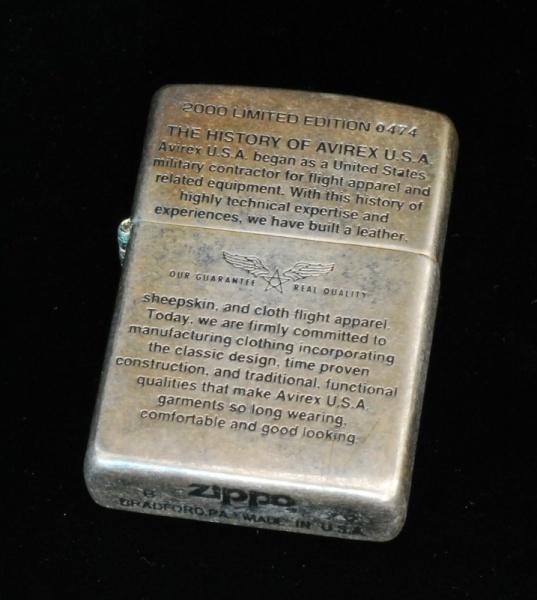 2000 LIMITED EDITION 0474
THE HISTORY OF AVIREX U.S.A.
Avirex U.S.A. began as a United States
military contractor for flight apparel and
related equipment. With this history of
highly technical expertise and
experiences, we have built a leather,
OUR GUARANTEE REAL QUALITY
sheepskin, and cloth flight apparel.
Today, we are firmly committed to
manufacturing clothing incorporating
the classic design, time proven
construction, and traditional, functional
qualities that make Avirex U.S.A.
garments so long wearing,
comfortable and good looking.
B Zippo
BRADFORD, PA. MADE IN U.S.A.